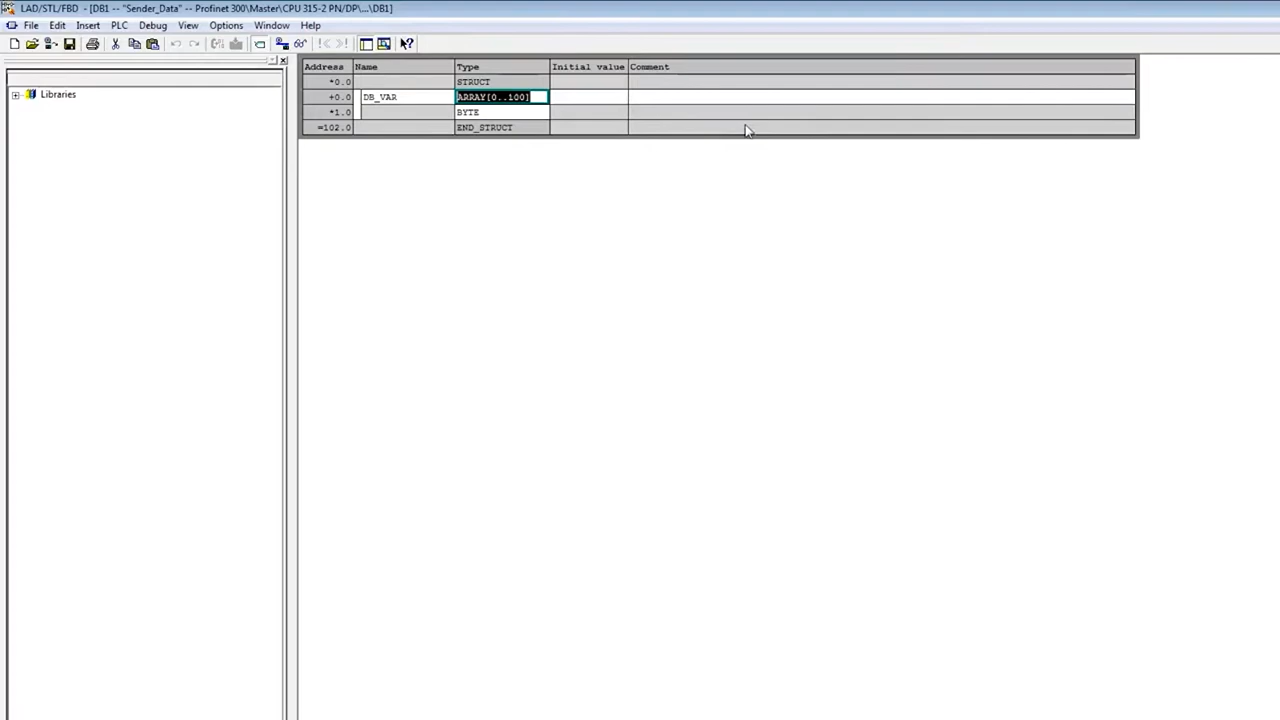 LAD/STL/FBD - [DB1 -- "Sender_Data" -- Profinet 300\Master\CPU 315-2 PN/DP\...\DB1]
File Edit Insert PLC Debug View Options Window Help
Address Name Type Initial value Comment
*0.0 STRUCT
+0.0 DB_VAR ARRAY[0..100]
*1.0 BYTE
=102.0 END_STRUCT
Libraries